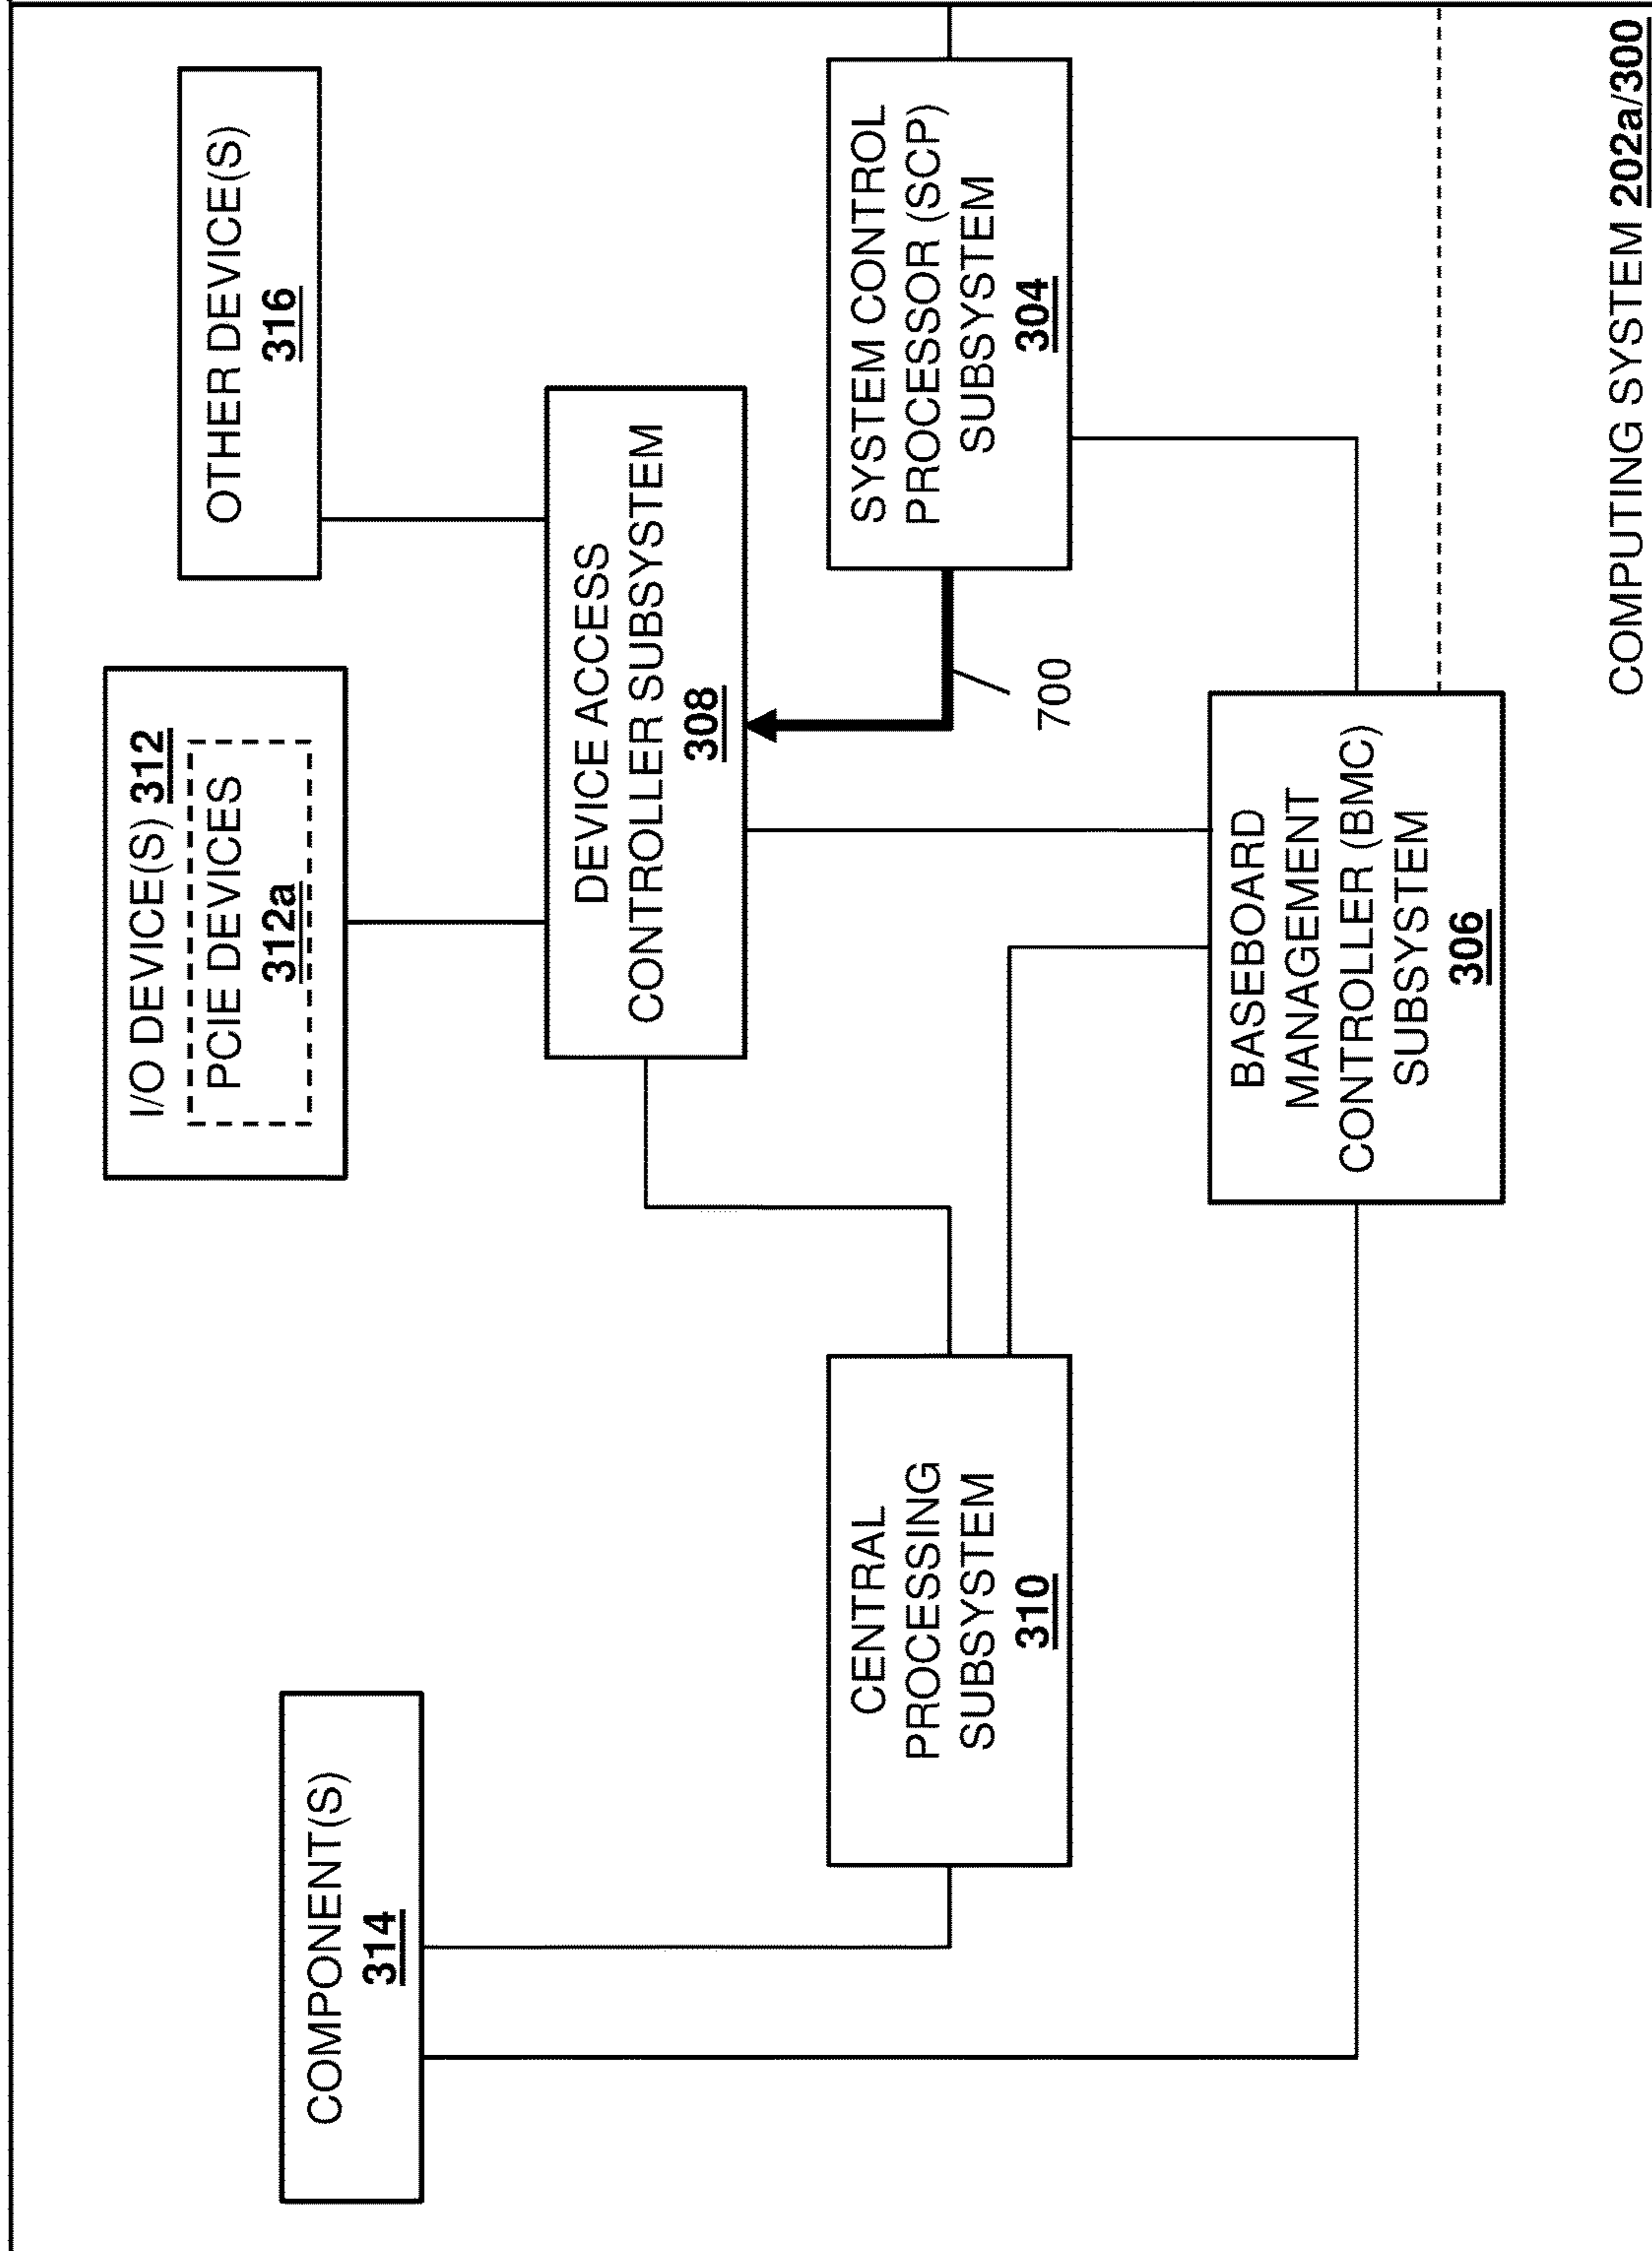 COMPONENT(S)
314
I/O DEVICE(S) 312
PCIE DEVICES
312a
OTHER DEVICE(S)
316
DEVICE ACCESS
CONTROLLER SUBSYSTEM
308
CENTRAL
PROCESSING
SUBSYSTEM
310
700
SYSTEM CONTROL
PROCESSOR (SCP)
SUBSYSTEM
304
BASEBOARD
MANAGEMENT
CONTROLLER (BMC)
SUBSYSTEM
306
COMPUTING SYSTEM 202a/300